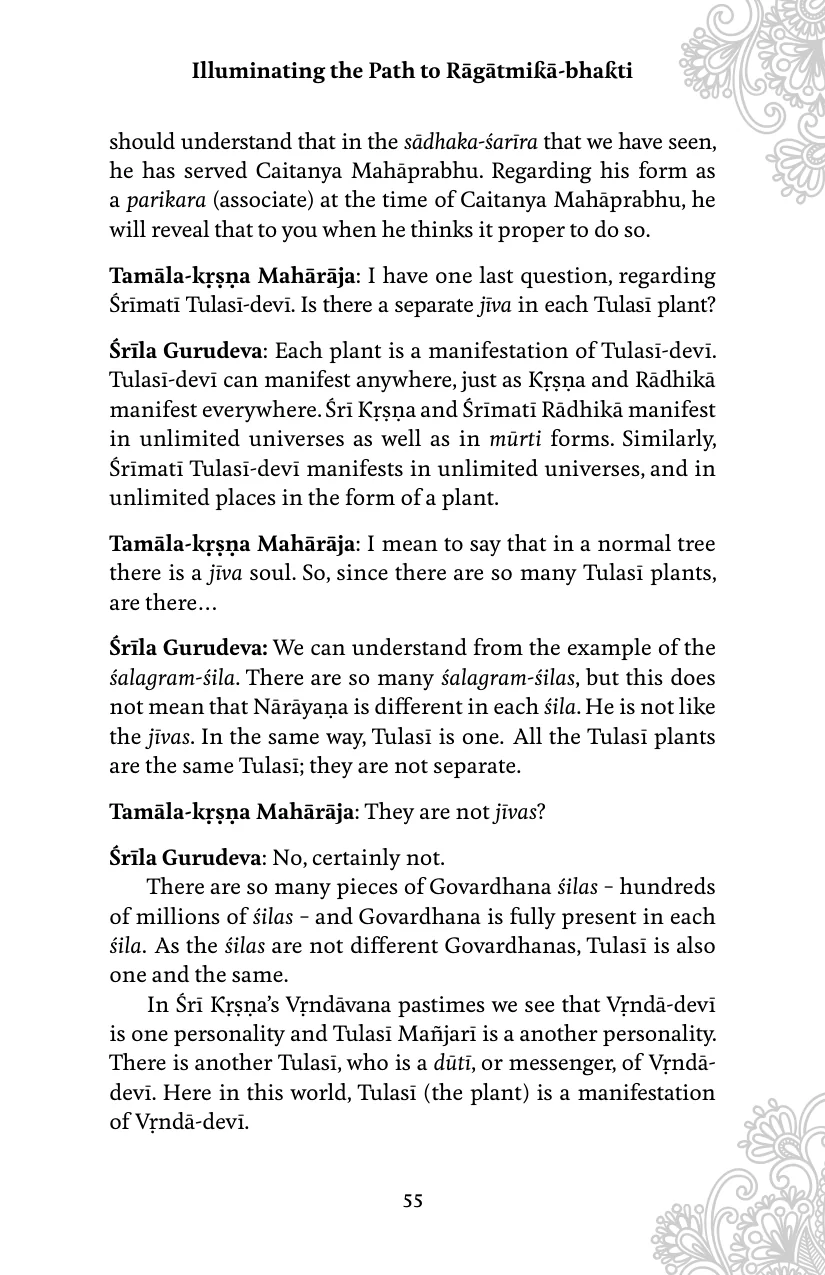 Illuminating the Path to Rāgātmikā-bhakti
should understand that in the sādhaka-śarīra that we have seen,
he has served Caitanya Mahāprabhu. Regarding his form as
a parikara (associate) at the time of Caitanya Mahāprabhu, he
will reveal that to you when he thinks it proper to do so.
Tamāla-kṛṣṇa Mahārāja: I have one last question, regarding
Śrīmatī Tulasī-devī. Is there a separate jīva in each Tulasī plant?
Śrīla Gurudeva: Each plant is a manifestation of Tulasī-devī.
Tulasī-devī can manifest anywhere, just as Kṛṣṇa and Rādhikā
manifest everywhere. Śrī Kṛṣṇa and Śrīmatī Rādhikā manifest
in unlimited universes as well as in mūrti forms. Similarly,
Śrīmatī Tulasī-devī manifests in unlimited universes, and in
unlimited places in the form of a plant.
Tamāla-kṛṣṇa Mahārāja: I mean to say that in a normal tree
there is a jīva soul. So, since there are so many Tulasī plants,
are there…
Śrīla Gurudeva: We can understand from the example of the
śalagram-śila. There are so many śalagram-śilas, but this does
not mean that Nārāyaṇa is different in each śila. He is not like
the jīvas. In the same way, Tulasī is one. All the Tulasī plants
are the same Tulasī; they are not separate.
Tamāla-kṛṣṇa Mahārāja: They are not jīvas?
Śrīla Gurudeva: No, certainly not.
There are so many pieces of Govardhana śilas – hundreds
of millions of śilas – and Govardhana is fully present in each
śila. As the śilas are not different Govardhanas, Tulasī is also
one and the same.
In Śrī Kṛṣṇa’s Vṛndāvana pastimes we see that Vṛndā-devī
is one personality and Tulasī Mañjarī is a another personality.
There is another Tulasī, who is a dūtī, or messenger, of Vṛndā-
devī. Here in this world, Tulasī (the plant) is a manifestation
of Vṛndā-devī.
55